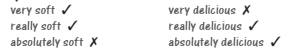 very soft ✓ very delicious ✗
really soft ✓ really delicious ✓
absolutely soft ✗ absolutely delicious ✓